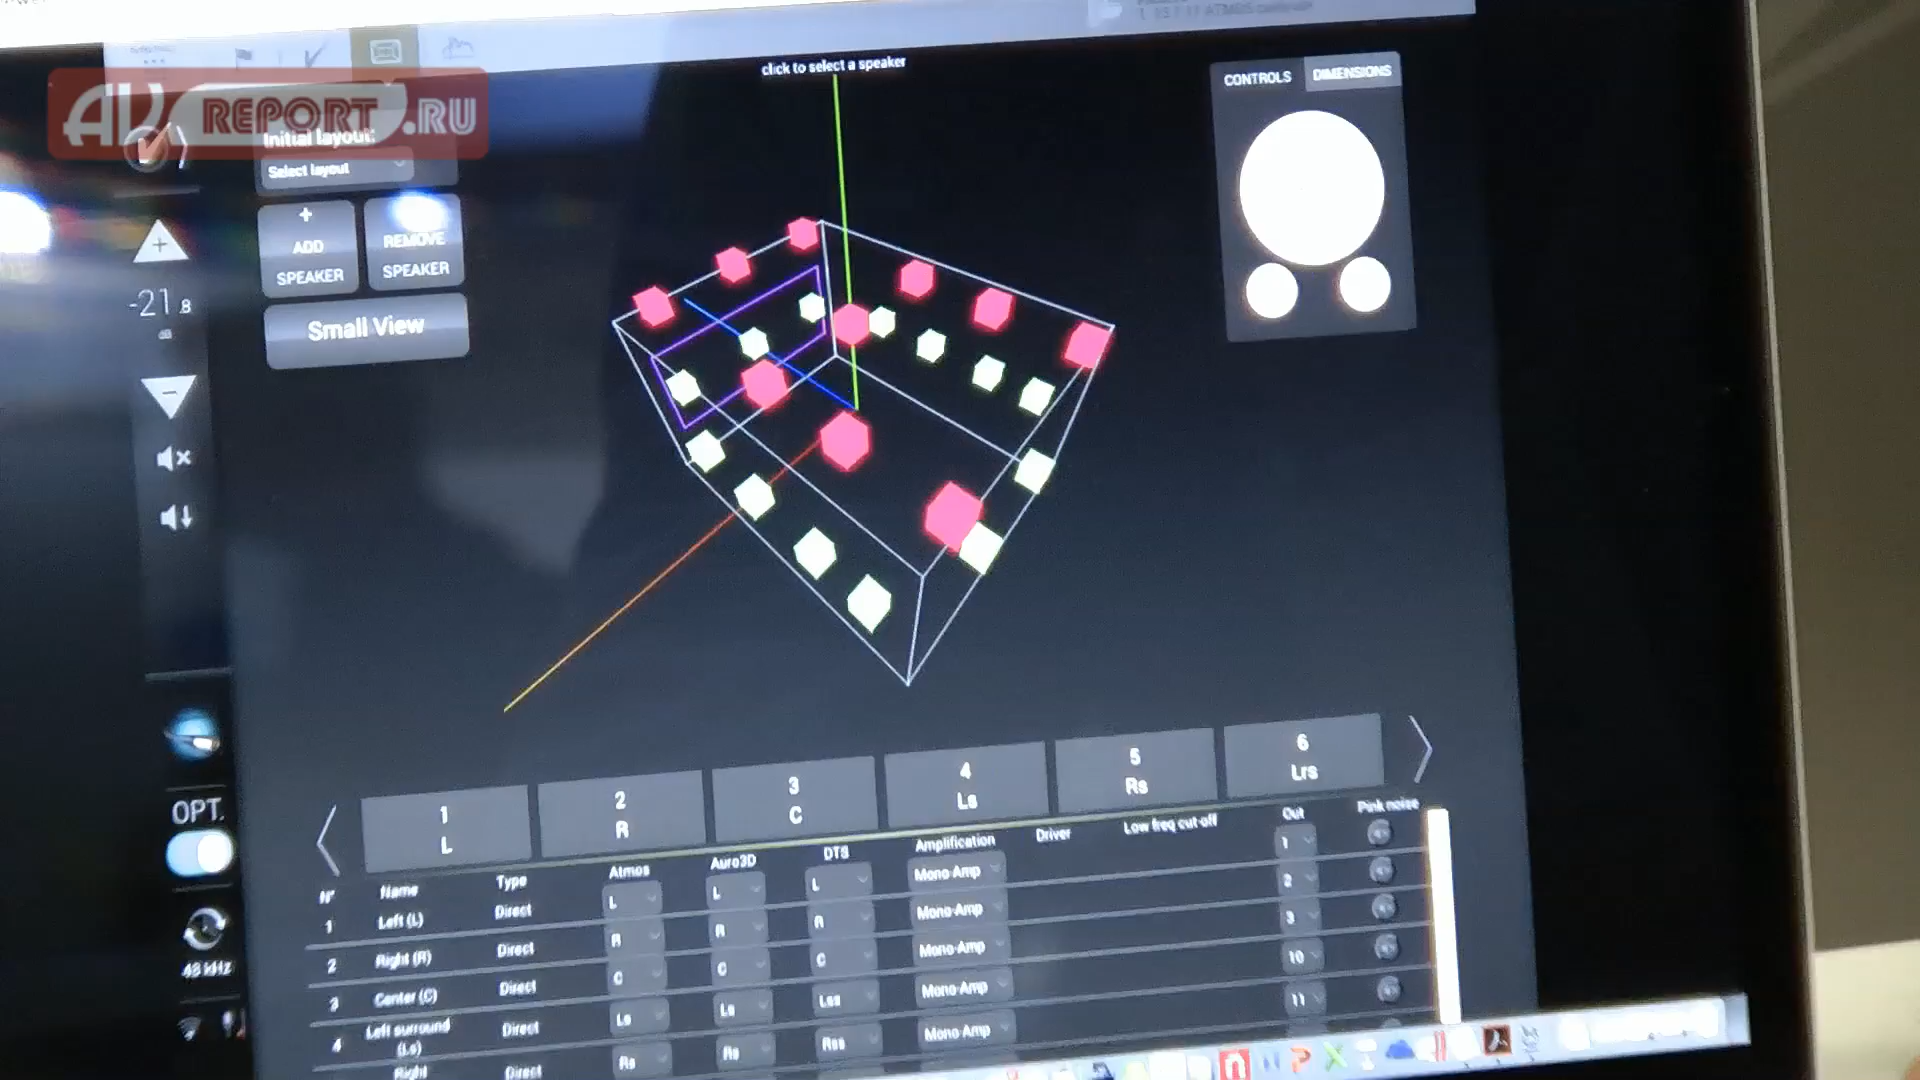 click to select a speaker
CONTROLS
DIMENSIONS
AV REPORT.RU
Initial layout:
Select layout
+
ADD
SPEAKER
REMOVE
SPEAKER
Small View
+
-21.8
dB
-
OPT.
48 kHz
1
L
2
R
3
C
4
Ls
5
Rs
6
Lrs
N° Name Type Atmos Auro3D DTS Amplification Driver Low freq cut-off Out Pink noise
1 Left (L) Direct L L L Mono-Amp 1
2 Right (R) Direct R R R Mono-Amp 2
3 Center (C) Direct C C C Mono-Amp 3
4 Left surround (Ls) Direct Ls Ls Lss Mono-Amp 10
Right Direct Rs Rs Rss Mono Amp 11